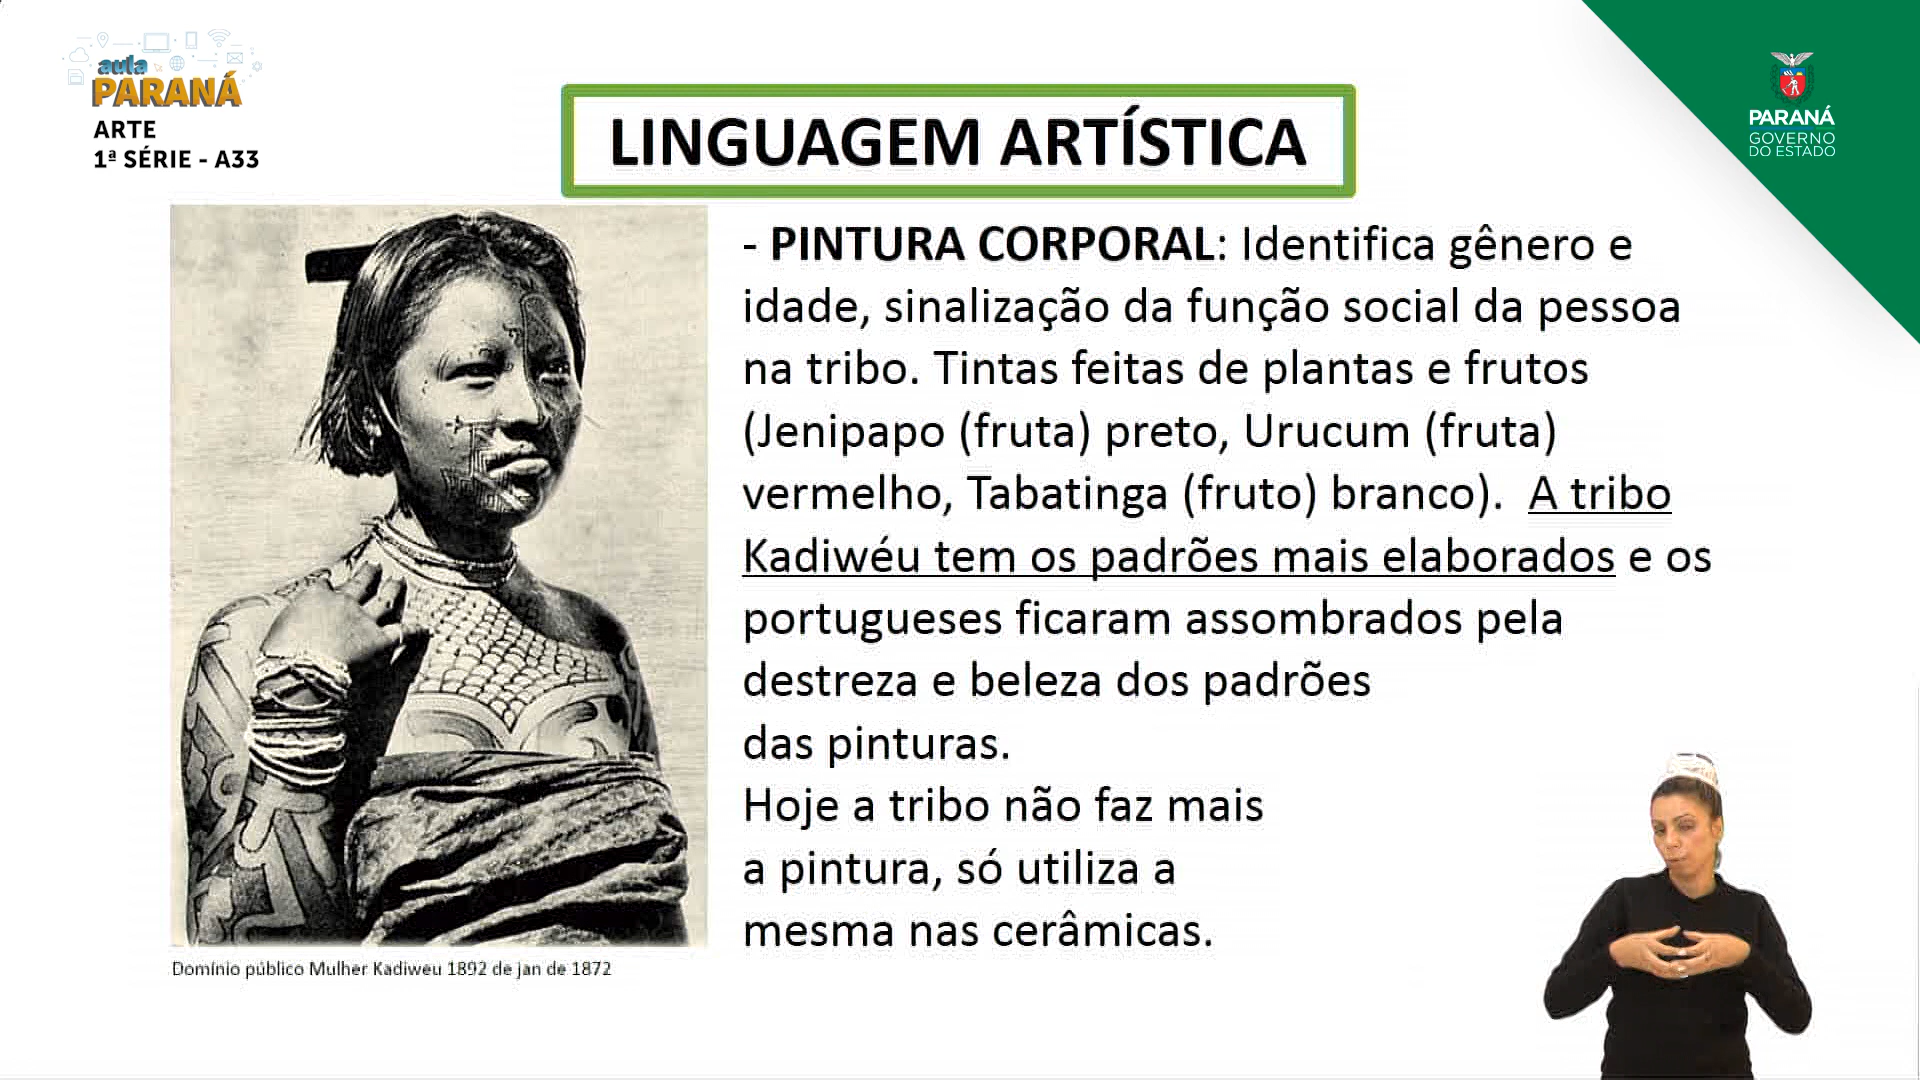 aula
PARANÁ
ARTE
1ª SÉRIE - A33
PARANÁ
GOVERNO
DO ESTADO
LINGUAGEM ARTÍSTICA
- PINTURA CORPORAL: Identifica gênero e
idade, sinalização da função social da pessoa
na tribo. Tintas feitas de plantas e frutos
(Jenipapo (fruta) preto, Urucum (fruta)
vermelho, Tabatinga (fruto) branco). A tribo
Kadiwéu tem os padrões mais elaborados e os
portugueses ficaram assombrados pela
destreza e beleza dos padrões
das pinturas.
Hoje a tribo não faz mais
a pintura, só utiliza a
mesma nas cerâmicas.
Domínio público Mulher Kadiweu 1892 de jan de 1872